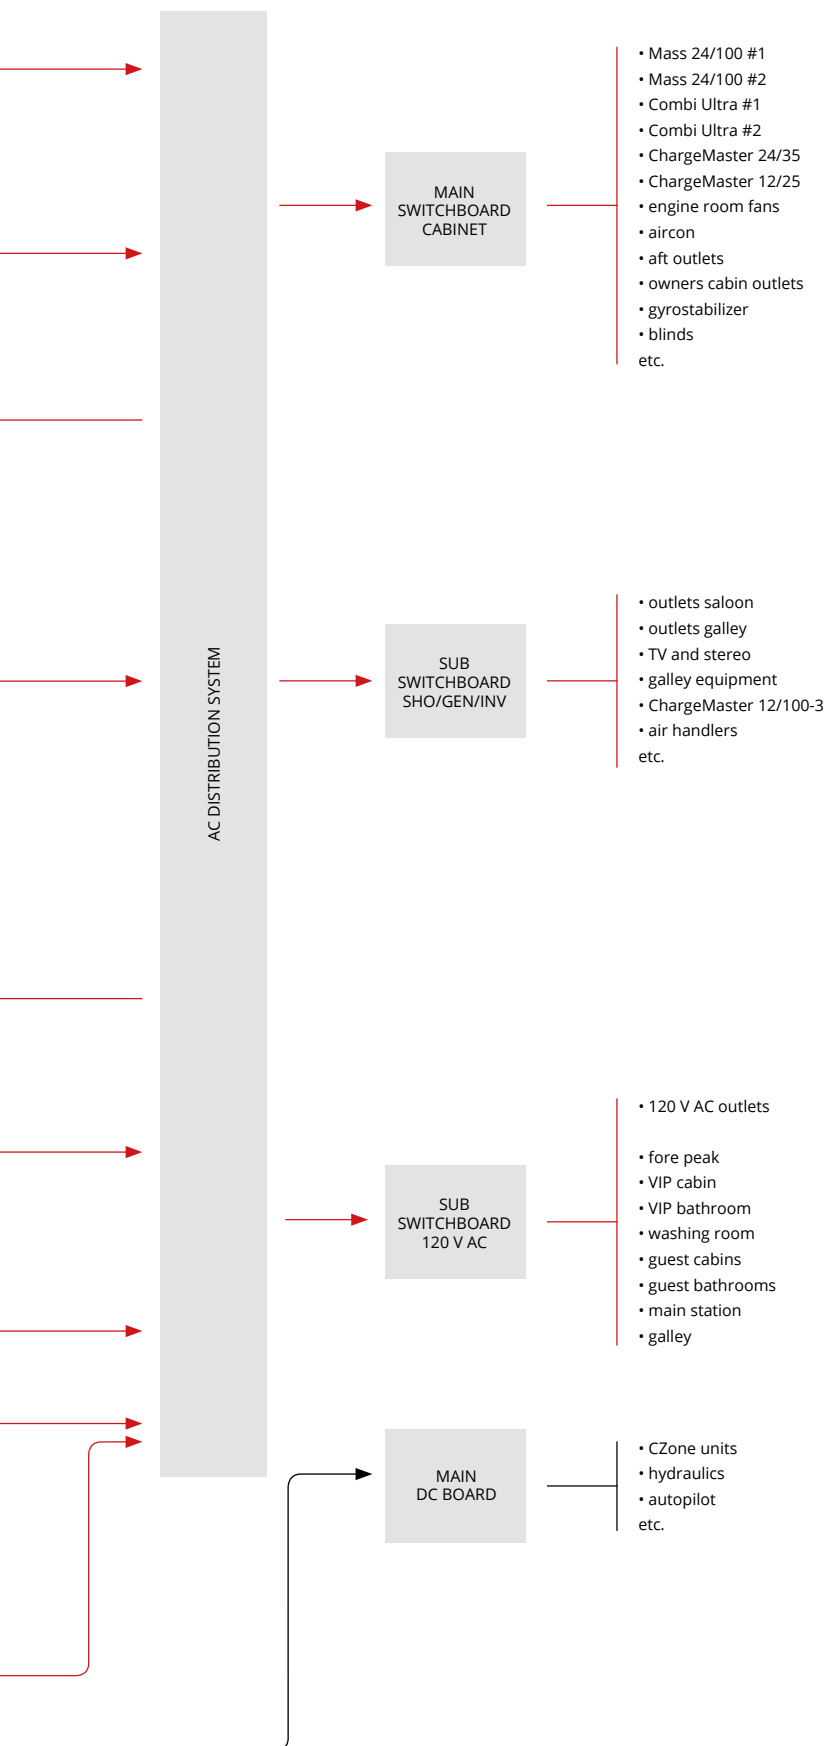 • Mass 24/100 #1
• Mass 24/100 #2
• Combi Ultra #1
• Combi Ultra #2
• ChargeMaster 24/35
• ChargeMaster 12/25
• engine room fans
• aircon
• aft outlets
• owners cabin outlets
• gyrostabilizer
• blinds
etc.
MAIN
SWITCHBOARD
CABINET
AC DISTRIBUTION SYSTEM
• outlets saloon
• outlets galley
• TV and stereo
• galley equipment
• ChargeMaster 12/100-3
• air handlers
etc.
SUB
SWITCHBOARD
SHO/GEN/INV
• 120 V AC outlets
• fore peak
• VIP cabin
• VIP bathroom
• washing room
• guest cabins
• guest bathrooms
• main station
• galley
SUB
SWITCHBOARD
120 V AC
• CZone units
• hydraulics
• autopilot
etc.
MAIN
DC BOARD